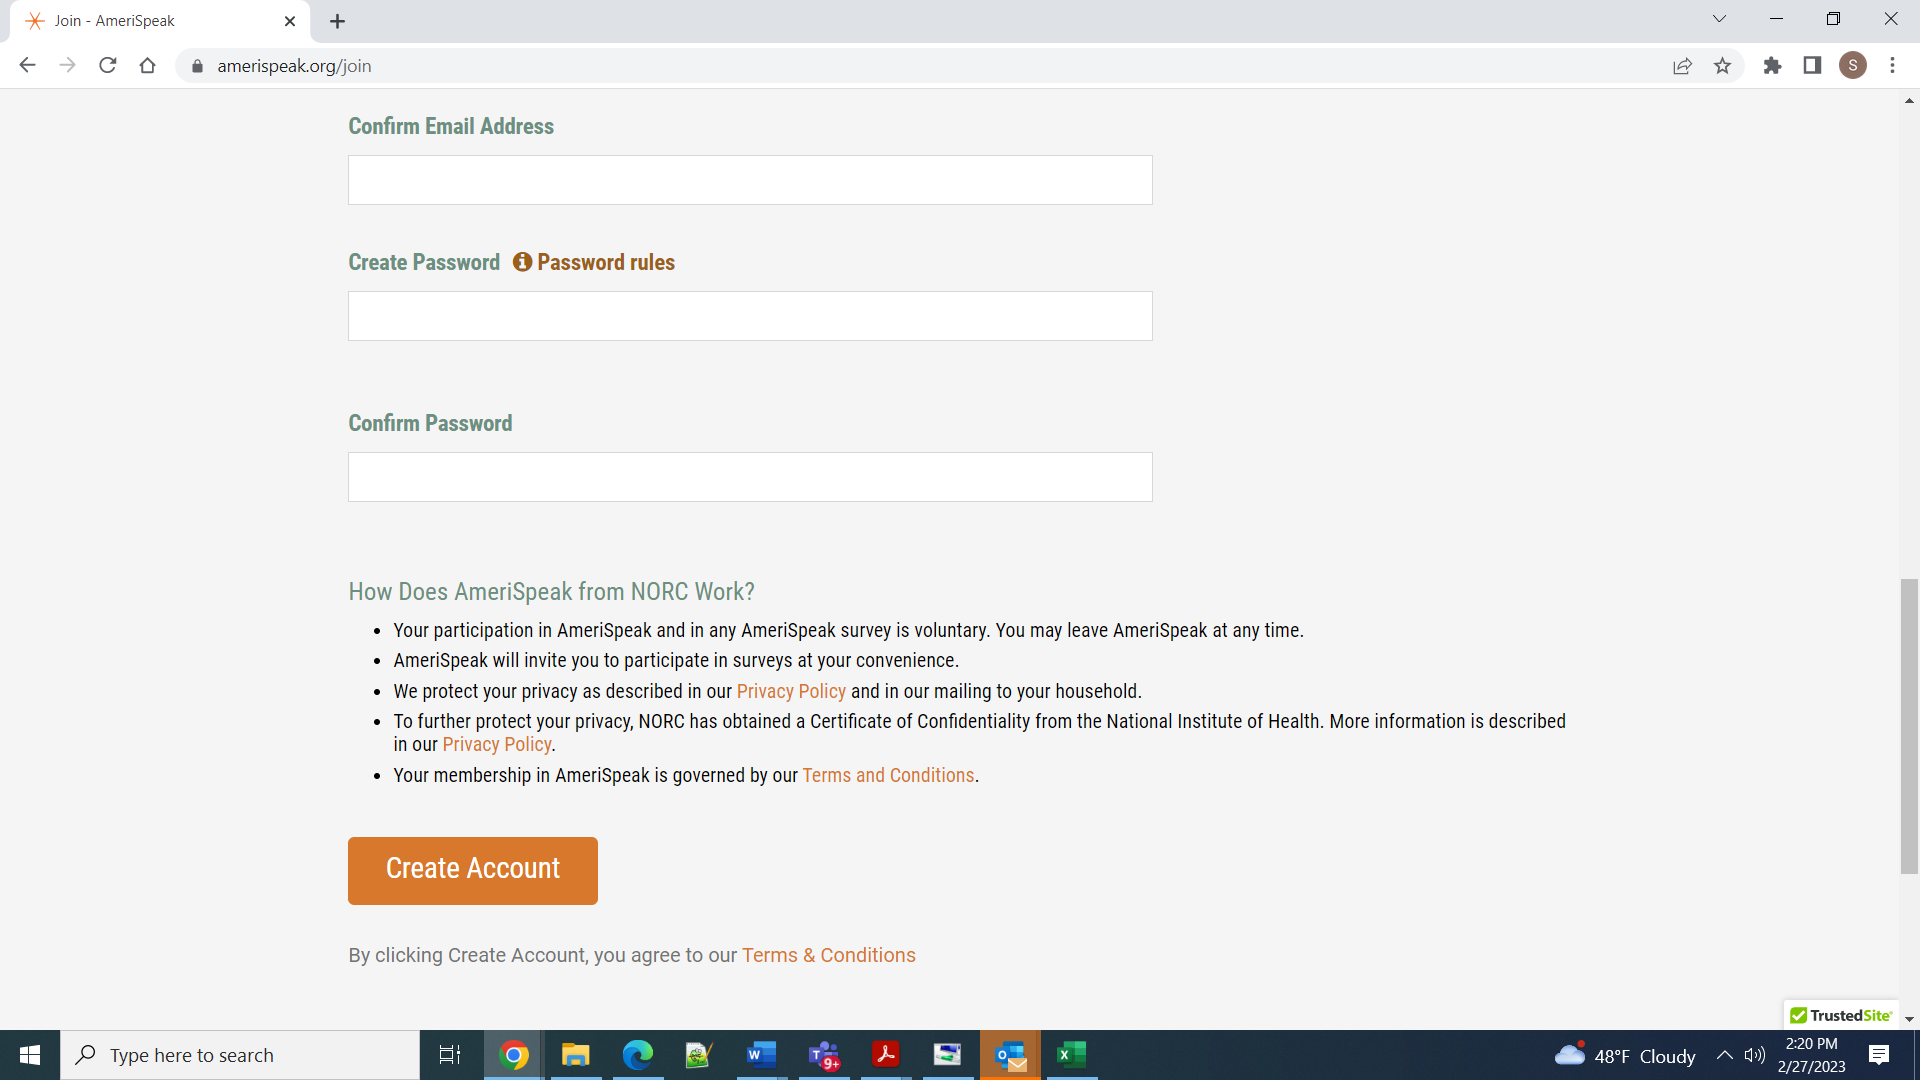 Join - AmeriSpeak
amerispeak.org/join
S
Confirm Email Address
Create Password Password rules
Confirm Password
How Does AmeriSpeak from NORC Work?
• Your participation in AmeriSpeak and in any AmeriSpeak survey is voluntary. You may leave AmeriSpeak at any time.
• AmeriSpeak will invite you to participate in surveys at your convenience.
• We protect your privacy as described in our Privacy Policy and in our mailing to your household.
• To further protect your privacy, NORC has obtained a Certificate of Confidentiality from the National Institute of Health. More information is described
in our Privacy Policy.
• Your membership in AmeriSpeak is governed by our Terms and Conditions.
Create Account
By clicking Create Account, you agree to our Terms & Conditions
TrustedSite
Type here to search
9+
48°F Cloudy
2:20 PM
2/27/2023